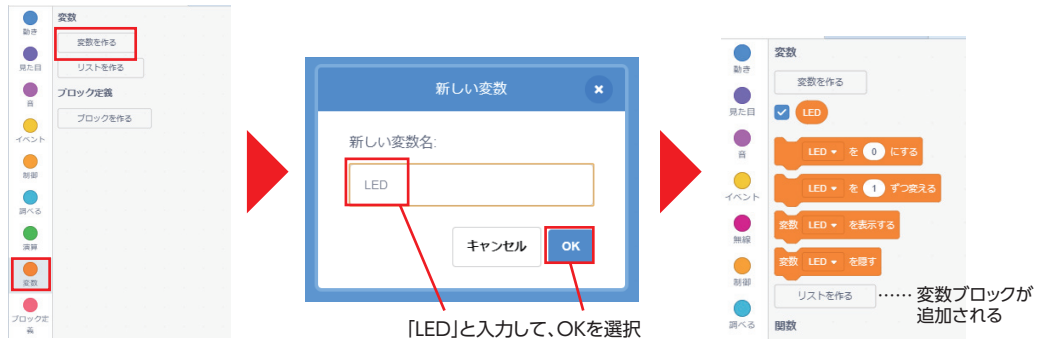 動き
見た目
音
イベント
制御
調べる
演算
変数
ブロック定
義
変数
変数を作る
リストを作る
ブロック定義
ブロックを作る
新しい変数
新しい変数名:
LED
キャンセル
OK
「LED」と入力して、OKを選択
動き
見た目
音
イベント
無線
制御
調べる
変数
変数を作る
LED
LED を 0 にする
LED を 1 ずつ変える
変数 LED を表示する
変数 LED を隠す
リストを作る
関数
……変数ブロックが
追加される